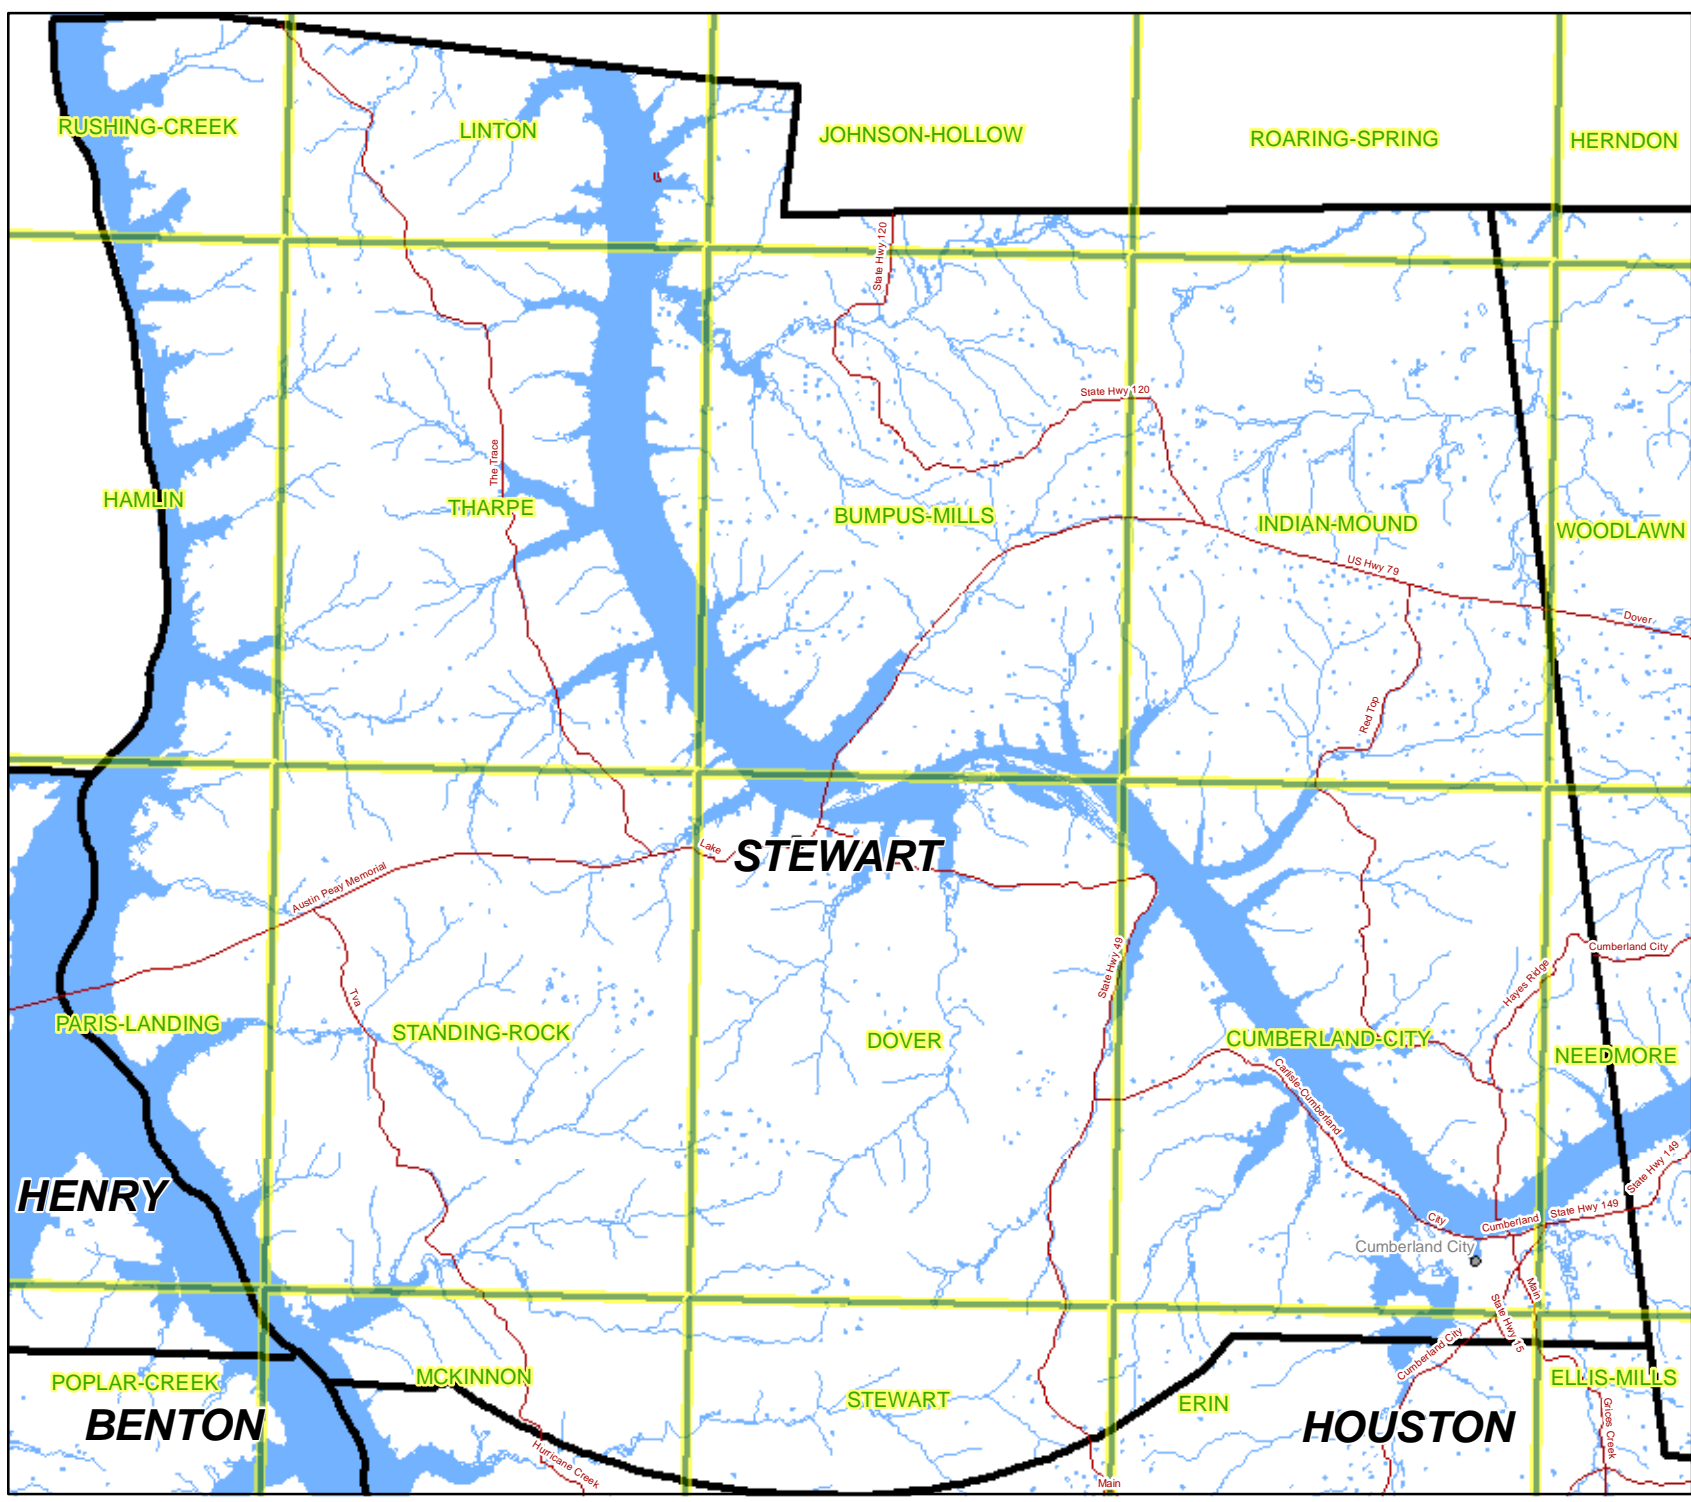 RUSHING-CREEK
LINTON
JOHNSON-HOLLOW
ROARING-SPRING
HERNDON
State Hwy 120
State Hwy 120
The Trace
HAMLIN
THARPE
BUMPUS-MILLS
INDIAN-MOUND
WOODLAWN
US Hwy 79
Dover
Red Top
Lake
STEWART
Austin Peay Memorial
State Hwy 49
Cumberland City
Hayes Ridge
Tva
PARIS-LANDING
STANDING-ROCK
DOVER
CUMBERLAND-CITY
NEEDMORE
Carlisle-Cumberland
HENRY
State Hwy 149
State Hwy 149
City
Cumberland
Cumberland City
Main
State Hwy 15
Cumberland City
POPLAR-CREEK
MCKINNON
STEWART
ERIN
ELLIS-MILLS
BENTON
HOUSTON
Grices Creek
Hurricane Creek
Main